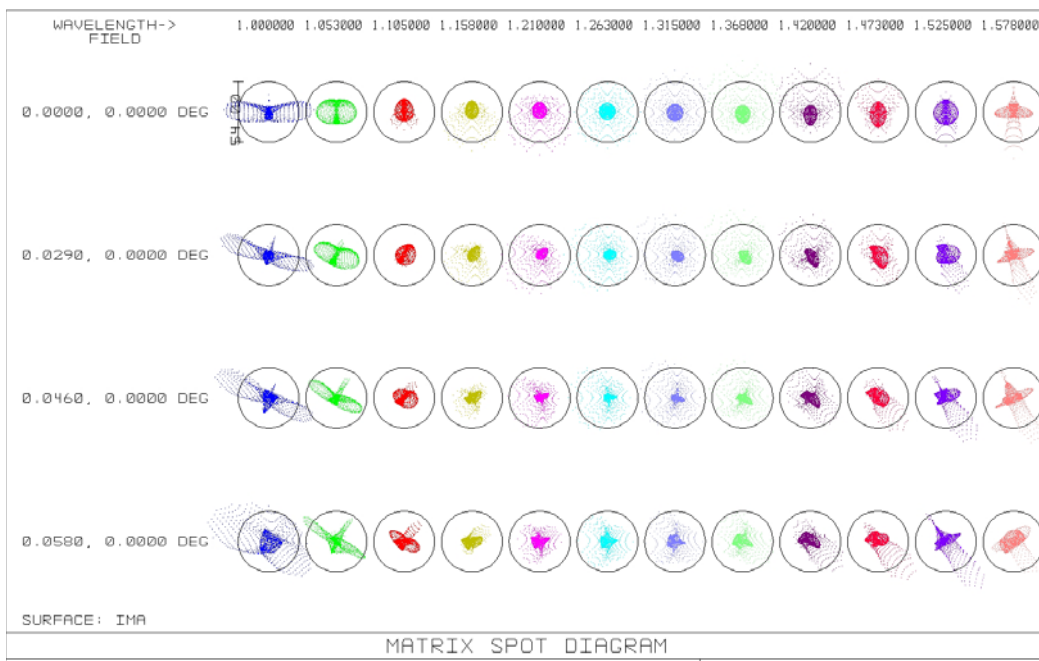 WAVELENGTH-> 1.000000 1.053000 1.105000 1.158000 1.210000 1.263000 1.315000 1.368000 1.420000 1.473000 1.525000 1.578000
FIELD
0.0000, 0.0000 DEG
0.0290, 0.0000 DEG
0.0460, 0.0000 DEG
0.0580, 0.0000 DEG
SURFACE: IMA
MATRIX SPOT DIAGRAM